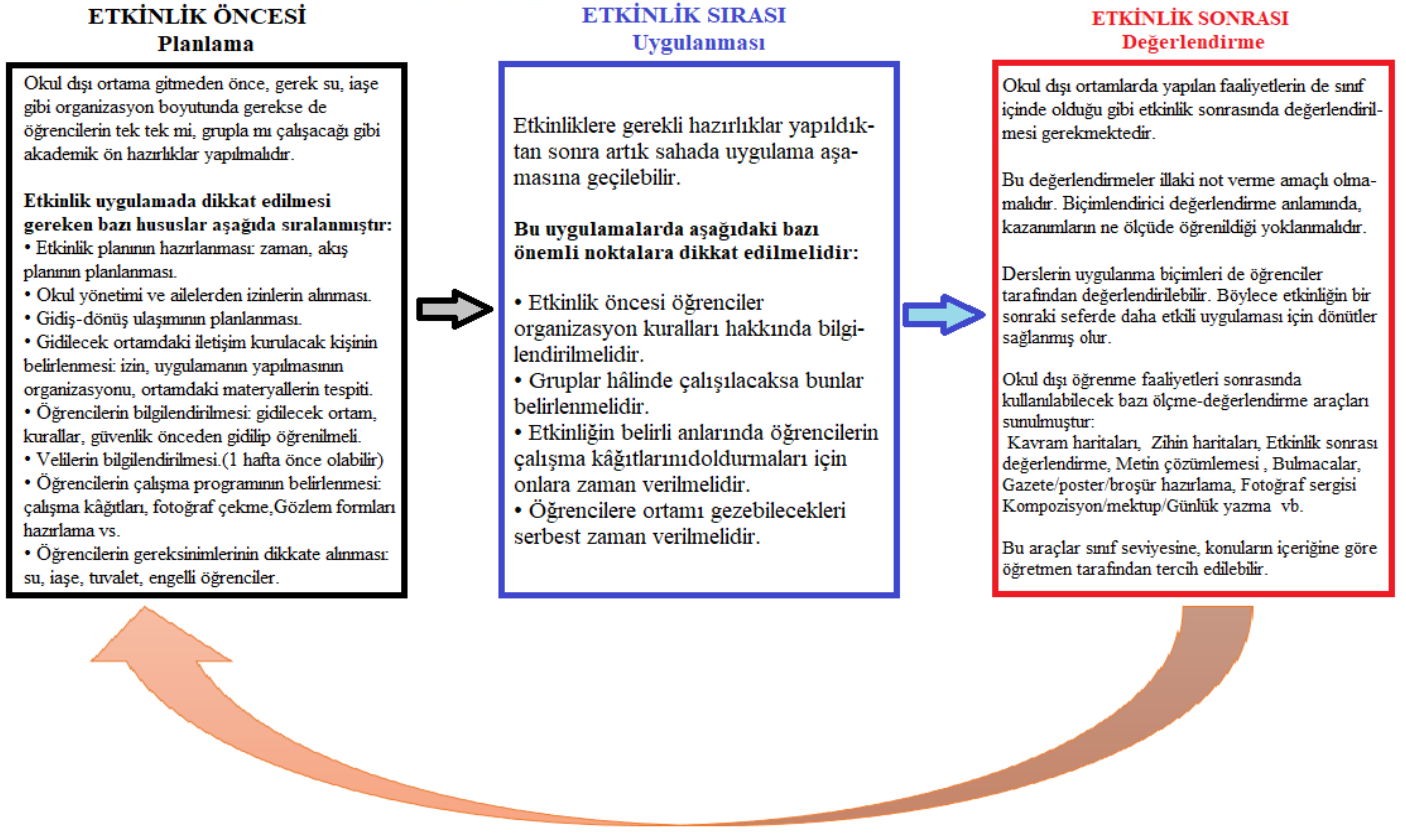 ETKİNLİK ÖNCESİ
Planlama
Okul dışı ortama gitmeden önce, gerek su, iaşe
gibi organizasyon boyutunda gerekse de
öğrencilerin tek tek mi, grupla mı çalışacağı gibi
akademik ön hazırlıklar yapılmalıdır.
Etkinlik uygulamada dikkat edilmesi
gereken bazı hususlar aşağıda sıralanmıştır:
• Etkinlik planının hazırlanması: zaman, akış
planının planlanması.
• Okul yönetimi ve ailelerden izinlerin alınması.
• Gidiş-dönüş ulaşımının planlanması.
• Gidilecek ortamdaki iletişim kurulacak kişinin
belirlenmesi: izin, uygulamanın yapılmasının
organizasyonu, ortamdaki materyallerin tespiti.
• Öğrencilerin bilgilendirilmesi: gidilecek ortam,
kurallar, güvenlik önceden gidilip öğrenilmeli.
• Velilerin bilgilendirilmesi.(1 hafta önce olabilir)
• Öğrencilerin çalışma programının belirlenmesi:
çalışma kâğıtları, fotoğraf çekme,Gözlem formları
hazırlama vs.
• Öğrencilerin gereksinimlerinin dikkate alınması:
su, iaşe, tuvalet, engelli öğrenciler.
ETKİNLİK SIRASI
Uygulanması
Etkinliklere gerekli hazırlıklar yapıldık-
tan sonra artık sahada uygulama aşa-
masına geçilebilir.
Bu uygulamalarda aşağıdaki bazı
önemli noktalara dikkat edilmelidir:
• Etkinlik öncesi öğrenciler
organizasyon kuralları hakkında bilgi-
lendirilmelidir.
• Gruplar hâlinde çalışılacaksa bunlar
belirlenmelidir.
• Etkinliğin belirli anlarında öğrencilerin
çalışma kâğıtlarınıdoldurmaları için
onlara zaman verilmelidir.
• Öğrencilere ortamı gezebilecekleri
serbest zaman verilmelidir.
ETKİNLİK SONRASI
Değerlendirme
Okul dışı ortamlarda yapılan faaliyetlerin de sınıf
içinde olduğu gibi etkinlik sonrasında değerlendiril-
mesi gerekmektedir.
Bu değerlendirmeler illaki not verme amaçlı olma-
malıdır. Biçimlendirici değerlendirme anlamında,
kazanımların ne ölçüde öğrenildiği yoklanmalıdır.
Derslerin uygulanma biçimleri de öğrenciler
tarafından değerlendirilebilir. Böylece etkinliğin bir
sonraki seferde daha etkili uygulaması için dönütler
sağlanmış olur.
Okul dışı öğrenme faaliyetleri sonrasında
kullanılabilecek bazı ölçme-değerlendirme araçları
sunulmuştur:
Kavram haritaları, Zihin haritaları, Etkinlik sonrası
değerlendirme, Metin çözümlemesi , Bulmacalar,
Gazete/poster/broşür hazırlama, Fotoğraf sergisi
Kompozisyon/mektup/Günlük yazma vb.
Bu araçlar sınıf seviyesine, konuların içeriğine göre
öğretmen tarafından tercih edilebilir.